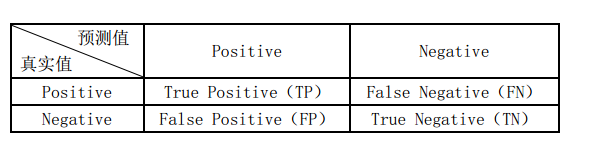 预测值
真实值
Positive
Negative
Positive
True Positive（TP）
False Negative（FN）
Negative
False Positive（FP）
True Negative（TN）